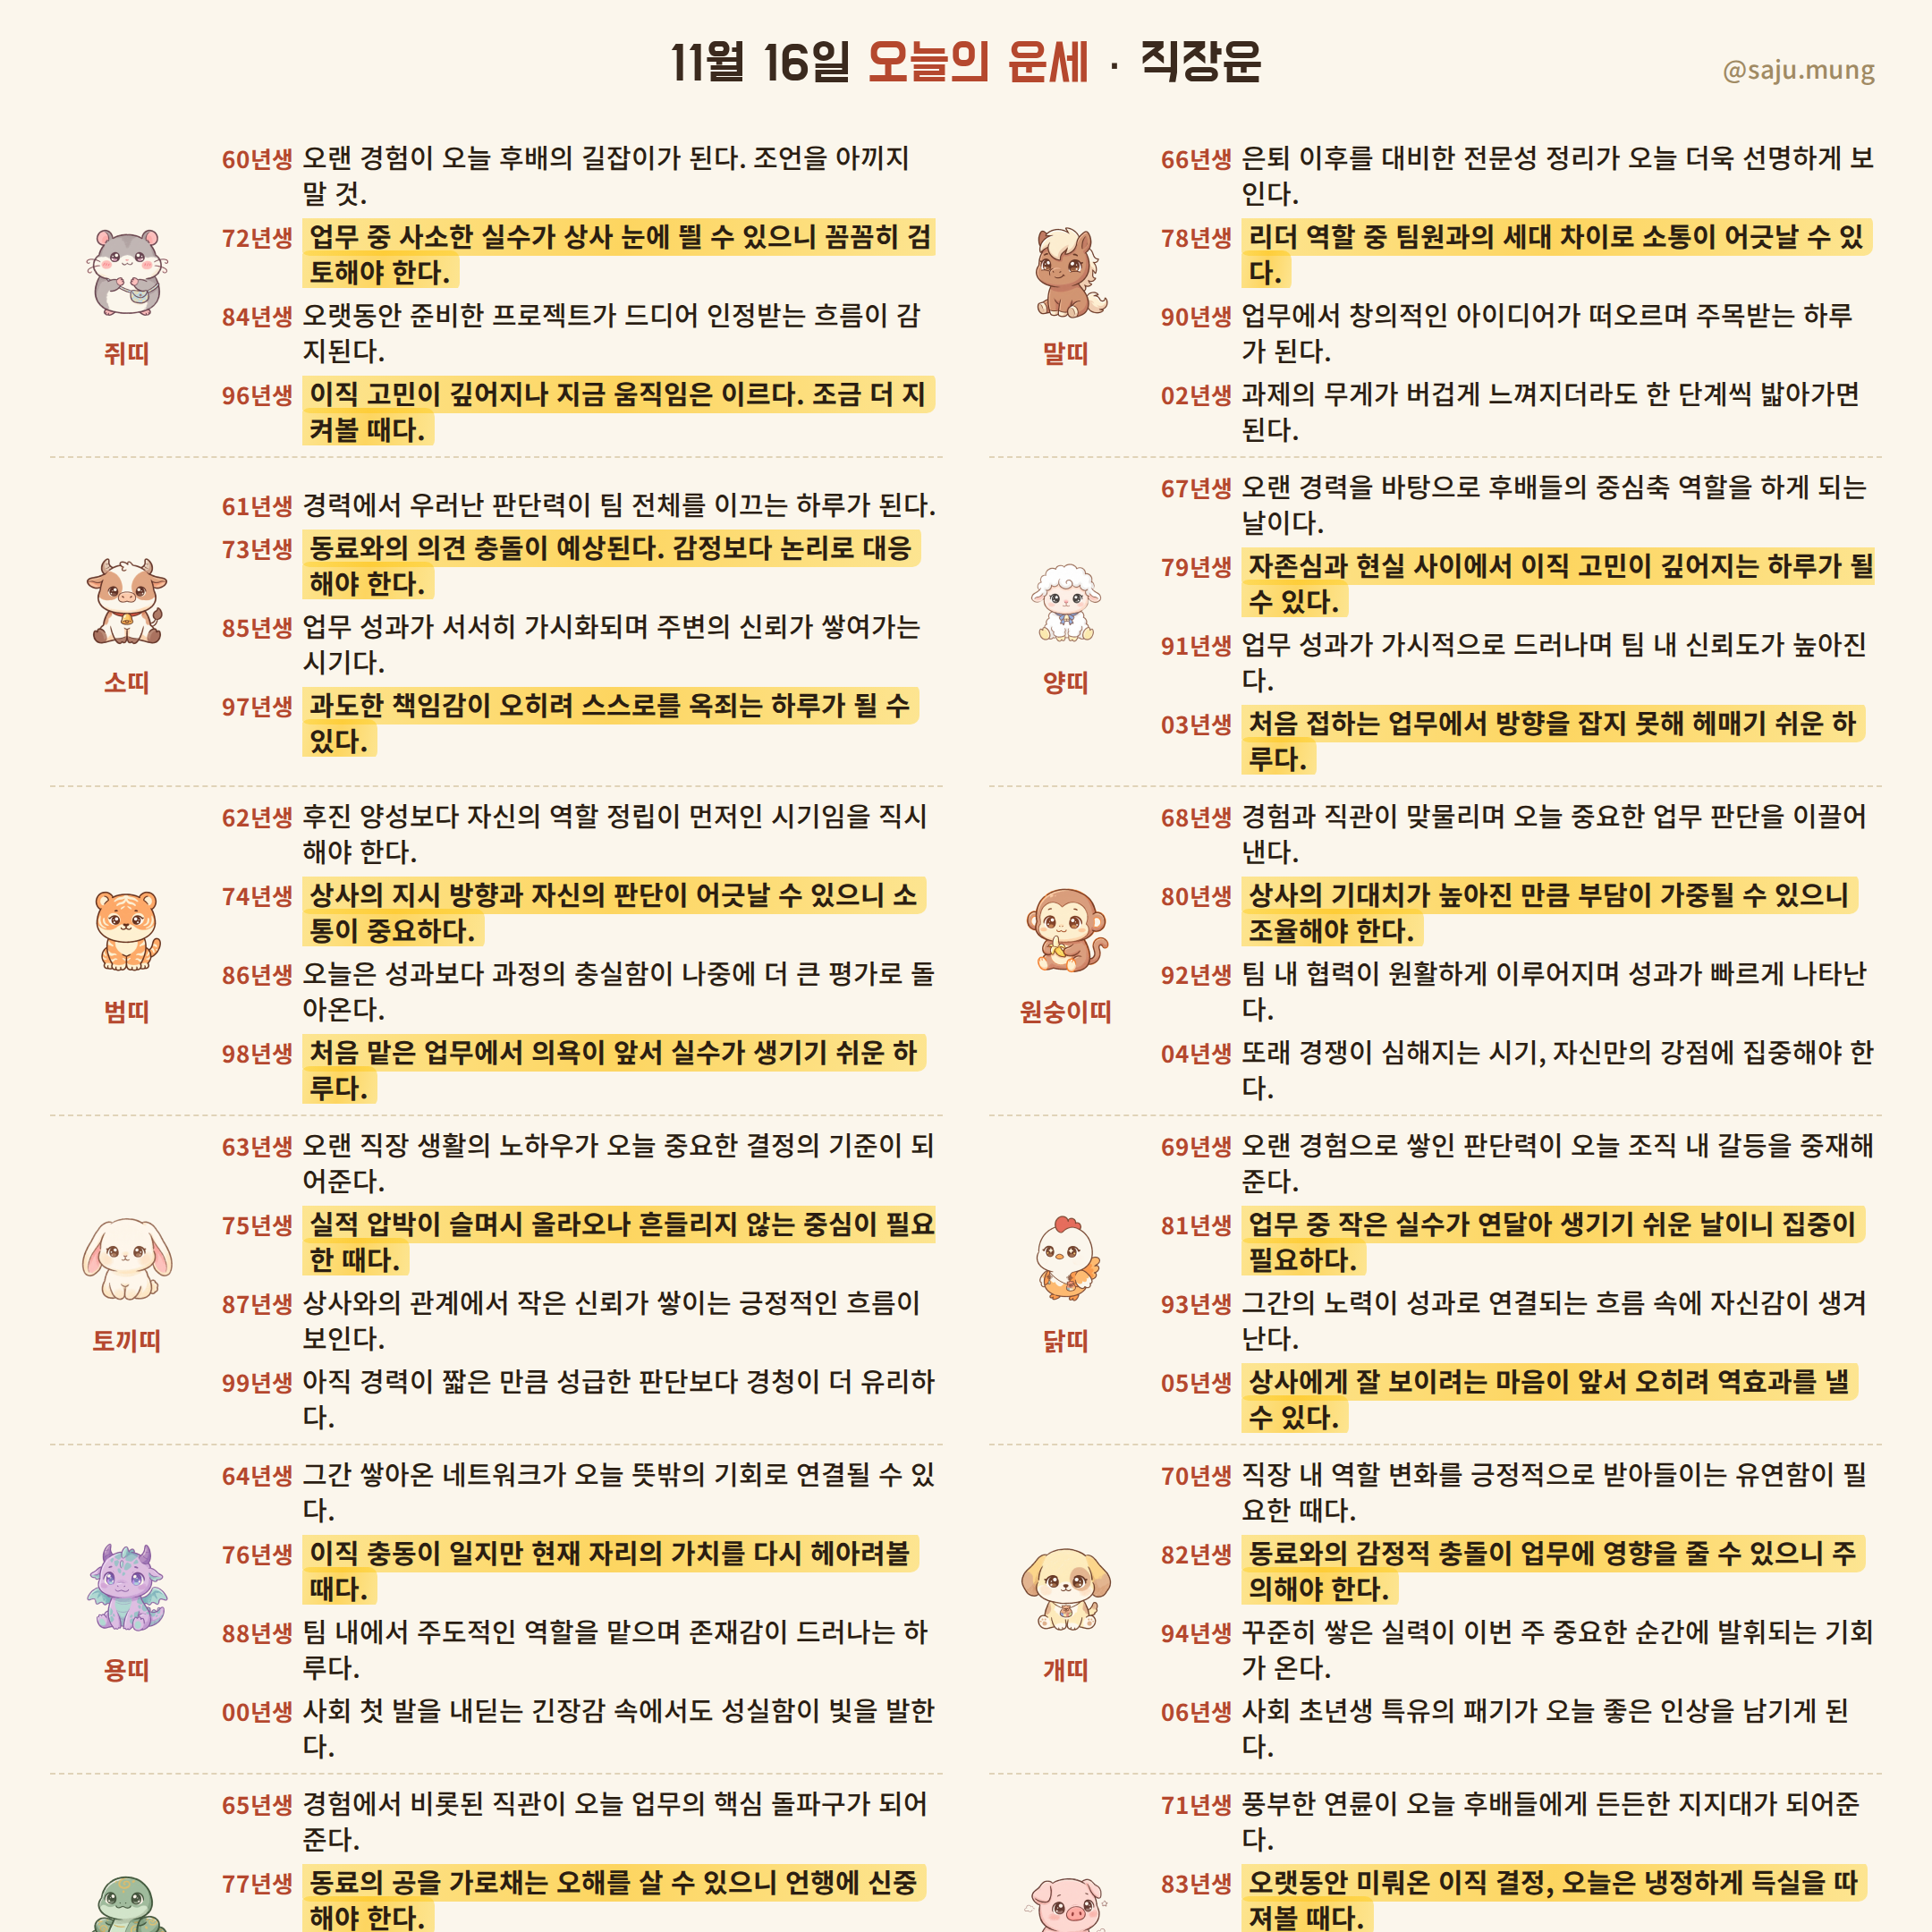 11월 16일 오늘의 운세 · 직장운
@saju.mung
60년생 오랜 경험이 오늘 후배의 길잡이가 된다. 조언을 아끼지
말 것.
72년생 업무 중 사소한 실수가 상사 눈에 띌 수 있으니 꼼꼼히 검
토해야 한다.
84년생 오랫동안 준비한 프로젝트가 드디어 인정받는 흐름이 감
지된다.
96년생 이직 고민이 깊어지나 지금 움직임은 이르다. 조금 더 지
켜볼 때다.
쥐띠
61년생 경력에서 우러난 판단력이 팀 전체를 이끄는 하루가 된다.
73년생 동료와의 의견 충돌이 예상된다. 감정보다 논리로 대응
해야 한다.
85년생 업무 성과가 서서히 가시화되며 주변의 신뢰가 쌓여가는
시기다.
97년생 과도한 책임감이 오히려 스스로를 옥죄는 하루가 될 수
있다.
소띠
62년생 후진 양성보다 자신의 역할 정립이 먼저인 시기임을 직시
해야 한다.
74년생 상사의 지시 방향과 자신의 판단이 어긋날 수 있으니 소
통이 중요하다.
86년생 오늘은 성과보다 과정의 충실함이 나중에 더 큰 평가로 돌
아온다.
98년생 처음 맡은 업무에서 의욕이 앞서 실수가 생기기 쉬운 하
루다.
범띠
63년생 오랜 직장 생활의 노하우가 오늘 중요한 결정의 기준이 되
어준다.
75년생 실적 압박이 슬며시 올라오나 흔들리지 않는 중심이 필요
한 때다.
87년생 상사와의 관계에서 작은 신뢰가 쌓이는 긍정적인 흐름이
보인다.
99년생 아직 경력이 짧은 만큼 성급한 판단보다 경청이 더 유리하
다.
토끼띠
64년생 그간 쌓아온 네트워크가 오늘 뜻밖의 기회로 연결될 수 있
다.
76년생 이직 충동이 일지만 현재 자리의 가치를 다시 헤아려볼
때다.
88년생 팀 내에서 주도적인 역할을 맡으며 존재감이 드러나는 하
루다.
00년생 사회 첫 발을 내딛는 긴장감 속에서도 성실함이 빛을 발한
다.
용띠
65년생 경험에서 비롯된 직관이 오늘 업무의 핵심 돌파구가 되어
준다.
77년생 동료의 공을 가로채는 오해를 살 수 있으니 언행에 신중
해야 한다.
66년생 은퇴 이후를 대비한 전문성 정리가 오늘 더욱 선명하게 보
인다.
78년생 리더 역할 중 팀원과의 세대 차이로 소통이 어긋날 수 있
다.
90년생 업무에서 창의적인 아이디어가 떠오르며 주목받는 하루
가 된다.
02년생 과제의 무게가 버겁게 느껴지더라도 한 단계씩 밟아가면
된다.
말띠
67년생 오랜 경력을 바탕으로 후배들의 중심축 역할을 하게 되는
날이다.
79년생 자존심과 현실 사이에서 이직 고민이 깊어지는 하루가 될
수 있다.
91년생 업무 성과가 가시적으로 드러나며 팀 내 신뢰도가 높아진
다.
03년생 처음 접하는 업무에서 방향을 잡지 못해 헤매기 쉬운 하
루다.
양띠
68년생 경험과 직관이 맞물리며 오늘 중요한 업무 판단을 이끌어
낸다.
80년생 상사의 기대치가 높아진 만큼 부담이 가중될 수 있으니
조율해야 한다.
92년생 팀 내 협력이 원활하게 이루어지며 성과가 빠르게 나타난
다.
04년생 또래 경쟁이 심해지는 시기, 자신만의 강점에 집중해야 한
다.
원숭이띠
69년생 오랜 경험으로 쌓인 판단력이 오늘 조직 내 갈등을 중재해
준다.
81년생 업무 중 작은 실수가 연달아 생기기 쉬운 날이니 집중이
필요하다.
93년생 그간의 노력이 성과로 연결되는 흐름 속에 자신감이 생겨
난다.
05년생 상사에게 잘 보이려는 마음이 앞서 오히려 역효과를 낼
수 있다.
닭띠
70년생 직장 내 역할 변화를 긍정적으로 받아들이는 유연함이 필
요한 때다.
82년생 동료와의 감정적 충돌이 업무에 영향을 줄 수 있으니 주
의해야 한다.
94년생 꾸준히 쌓은 실력이 이번 주 중요한 순간에 발휘되는 기회
가 온다.
06년생 사회 초년생 특유의 패기가 오늘 좋은 인상을 남기게 된
다.
개띠
71년생 풍부한 연륜이 오늘 후배들에게 든든한 지지대가 되어준
다.
83년생 오랫동안 미뤄온 이직 결정, 오늘은 냉정하게 득실을 따
져볼 때다.